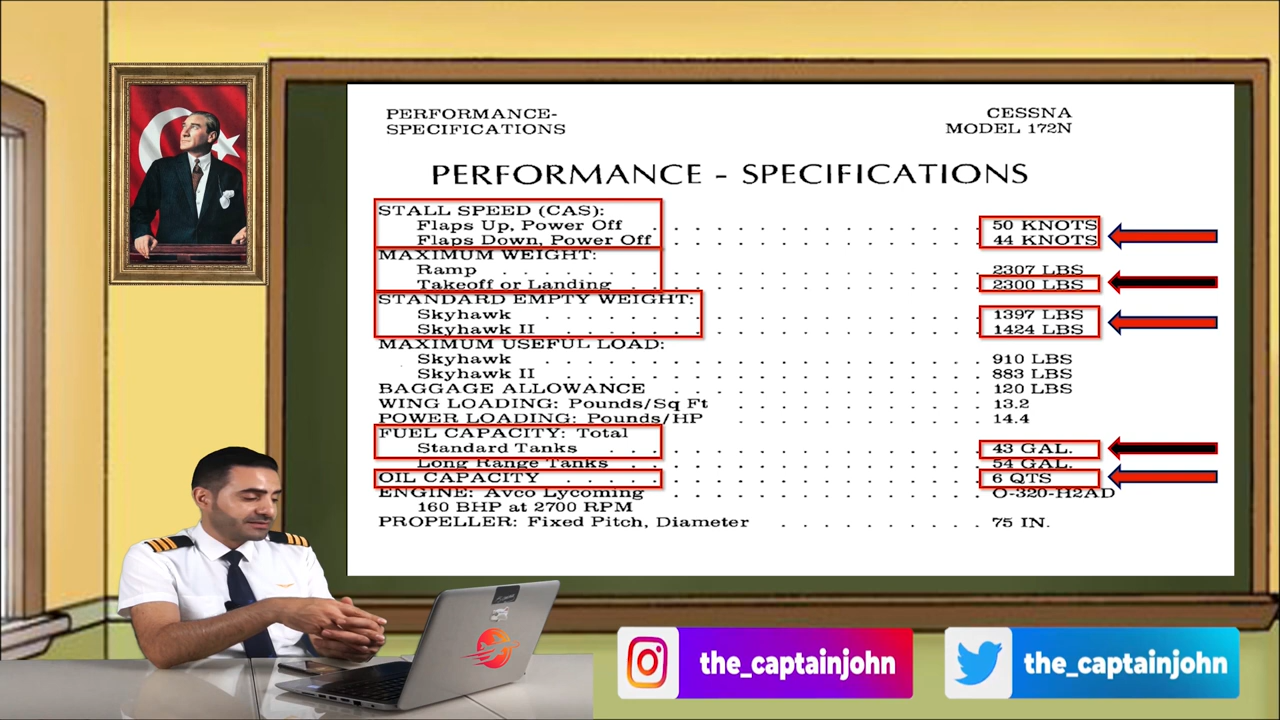 PERFORMANCE-
SPECIFICATIONS
CESSNA
MODEL 172N
PERFORMANCE - SPECIFICATIONS
STALL SPEED (CAS):
Flaps Up, Power Off . . . . . . . . . . . 50 KNOTS
Flaps Down, Power Off . . . . . . . . . . . 44 KNOTS
MAXIMUM WEIGHT:
Ramp . . . . . . . . . . . 2307 LBS
Takeoff or Landing . . . . . . . . . . . 2300 LBS
STANDARD EMPTY WEIGHT:
Skyhawk . . . . . . . . . . . 1397 LBS
Skyhawk II . . . . . . . . . . . 1424 LBS
MAXIMUM USEFUL LOAD:
Skyhawk . . . . . . . . . . . 910 LBS
Skyhawk II . . . . . . . . . . . 883 LBS
BAGGAGE ALLOWANCE . . . . . . . . . . . 120 LBS
WING LOADING: Pounds/Sq Ft . . . . . . . . . 13.2
POWER LOADING: Pounds/HP . . . . . . . . . 14.4
FUEL CAPACITY: Total
Standard Tanks . . . . . . . . . . . 43 GAL.
Long Range Tanks . . . . . . . . . . . 54 GAL.
OIL CAPACITY . . . . . . . . . . . 6 QTS
ENGINE: Avco Lycoming . . . . . . . . . . . O-320-H2AD
160 BHP at 2700 RPM
PROPELLER: Fixed Pitch, Diameter . . . . . . . . 75 IN.
the_captainjohn
the_captainjohn